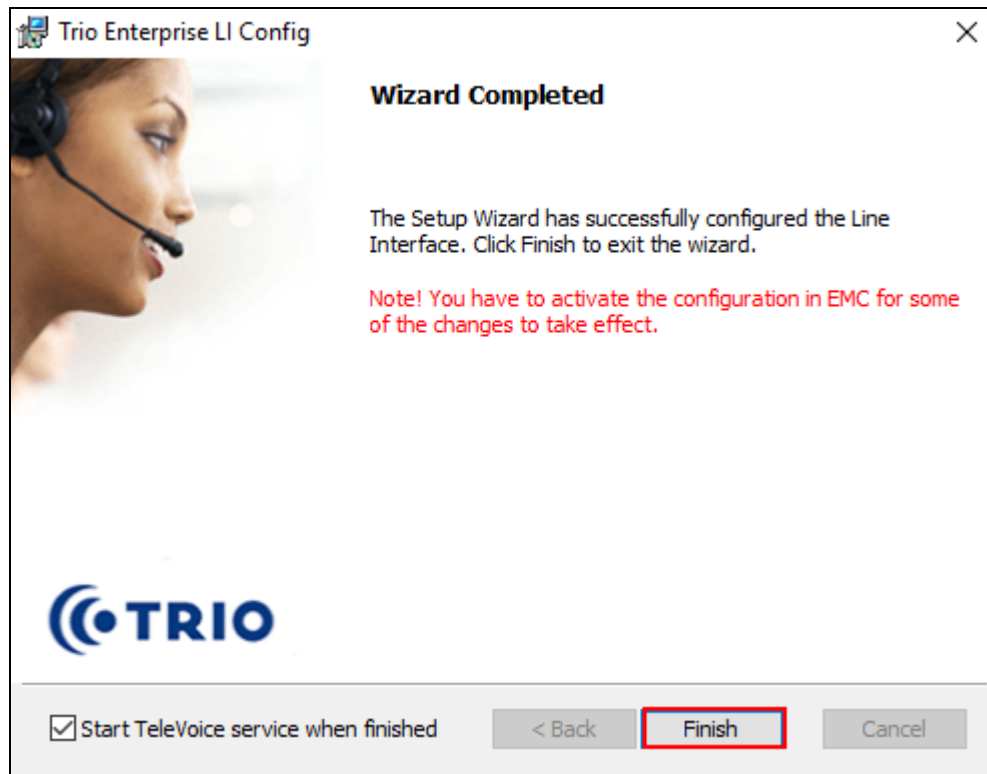 Trio Enterprise LI Config
Wizard Completed
The Setup Wizard has successfully configured the Line
Interface. Click Finish to exit the wizard.
Note! You have to activate the configuration in EMC for some
of the changes to take effect.
TRIO
Start TeleVoice service when finished
< Back
Finish
Cancel